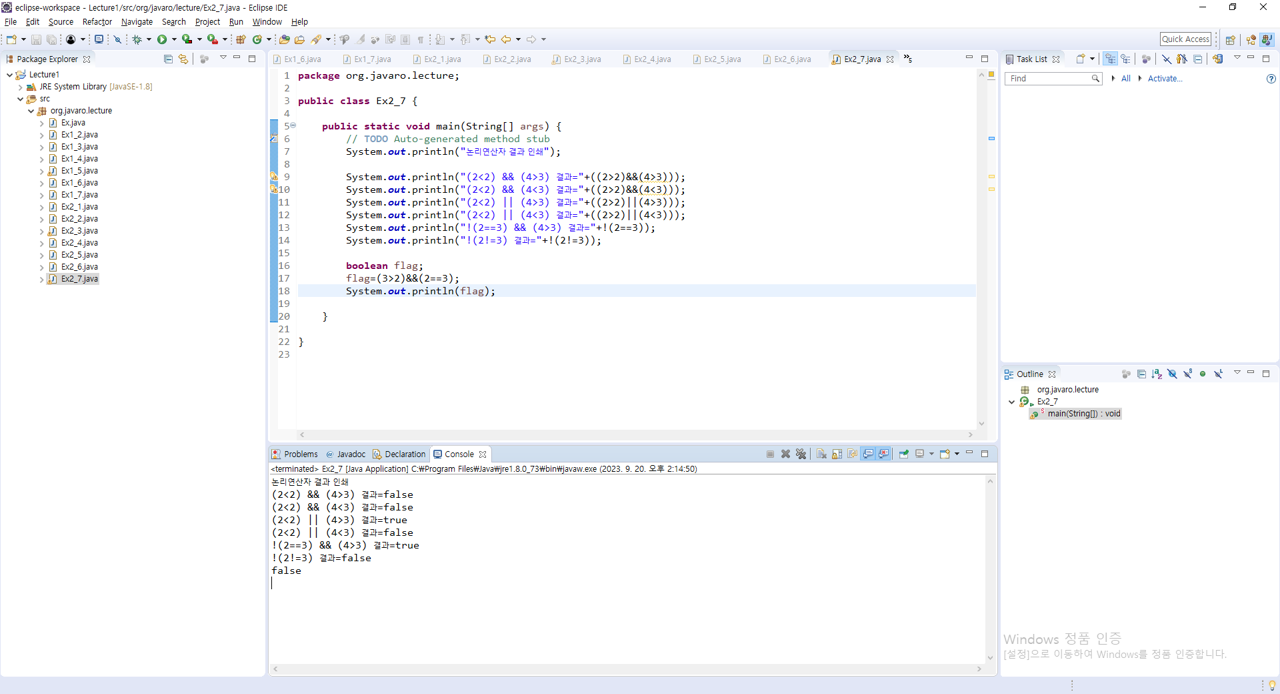 eclipse-workspace - Lecture1/src/org/javaro/lecture/Ex2_7.java - Eclipse IDE
File Edit Source Refactor Navigate Search Project Run Window Help
Quick Access
Package Explorer
Lecture1
JRE System Library [JavaSE-1.8]
src
org.javaro.lecture
Ex.java
Ex1_2.java
Ex1_3.java
Ex1_4.java
Ex1_5.java
Ex1_6.java
Ex1_7.java
Ex2_1.java
Ex2_2.java
Ex2_3.java
Ex2_4.java
Ex2_5.java
Ex2_6.java
Ex2_7.java
Ex1_6.java Ex1_7.java Ex2_1.java Ex2_2.java Ex2_3.java Ex2_4.java Ex2_5.java Ex2_6.java Ex2_7.java »5
1 package org.javaro.lecture;
2
3 public class Ex2_7 {
4
5 public static void main(String[] args) {
6 // TODO Auto-generated method stub
7 System.out.println("논리연산자 결과 인쇄");
8
9 System.out.println("(2<2) && (4>3) 결과="+((2>2)&&(4>3)));
10 System.out.println("(2<2) && (4<3) 결과="+((2>2)&&(4<3)));
11 System.out.println("(2<2) || (4>3) 결과="+((2>2)||(4>3)));
12 System.out.println("(2<2) || (4<3) 결과="+((2>2)||(4<3)));
13 System.out.println("!(2==3) && (4>3) 결과="+!(2==3));
14 System.out.println("!(2!=3) 결과="+!(2!=3));
15
16 boolean flag;
17 flag=(3>2)&&(2==3);
18 System.out.println(flag);
19
20 }
21
22 }
23
Problems Javadoc Declaration Console
<terminated> Ex2_7 [Java Application] C:₩Program Files₩Java₩jre1.8.0_73₩bin₩javaw.exe (2023. 9. 20. 오후 2:14:50)
논리연산자 결과 인쇄
(2<2) && (4>3) 결과=false
(2<2) && (4<3) 결과=false
(2<2) || (4>3) 결과=true
(2<2) || (4<3) 결과=false
!(2==3) && (4>3) 결과=true
!(2!=3) 결과=false
false
Task List
Find All Activate...
Outline
org.javaro.lecture
Ex2_7
main(String[]) : void
Windows 정품 인증
[설정]으로 이동하여 Windows를 정품 인증합니다.